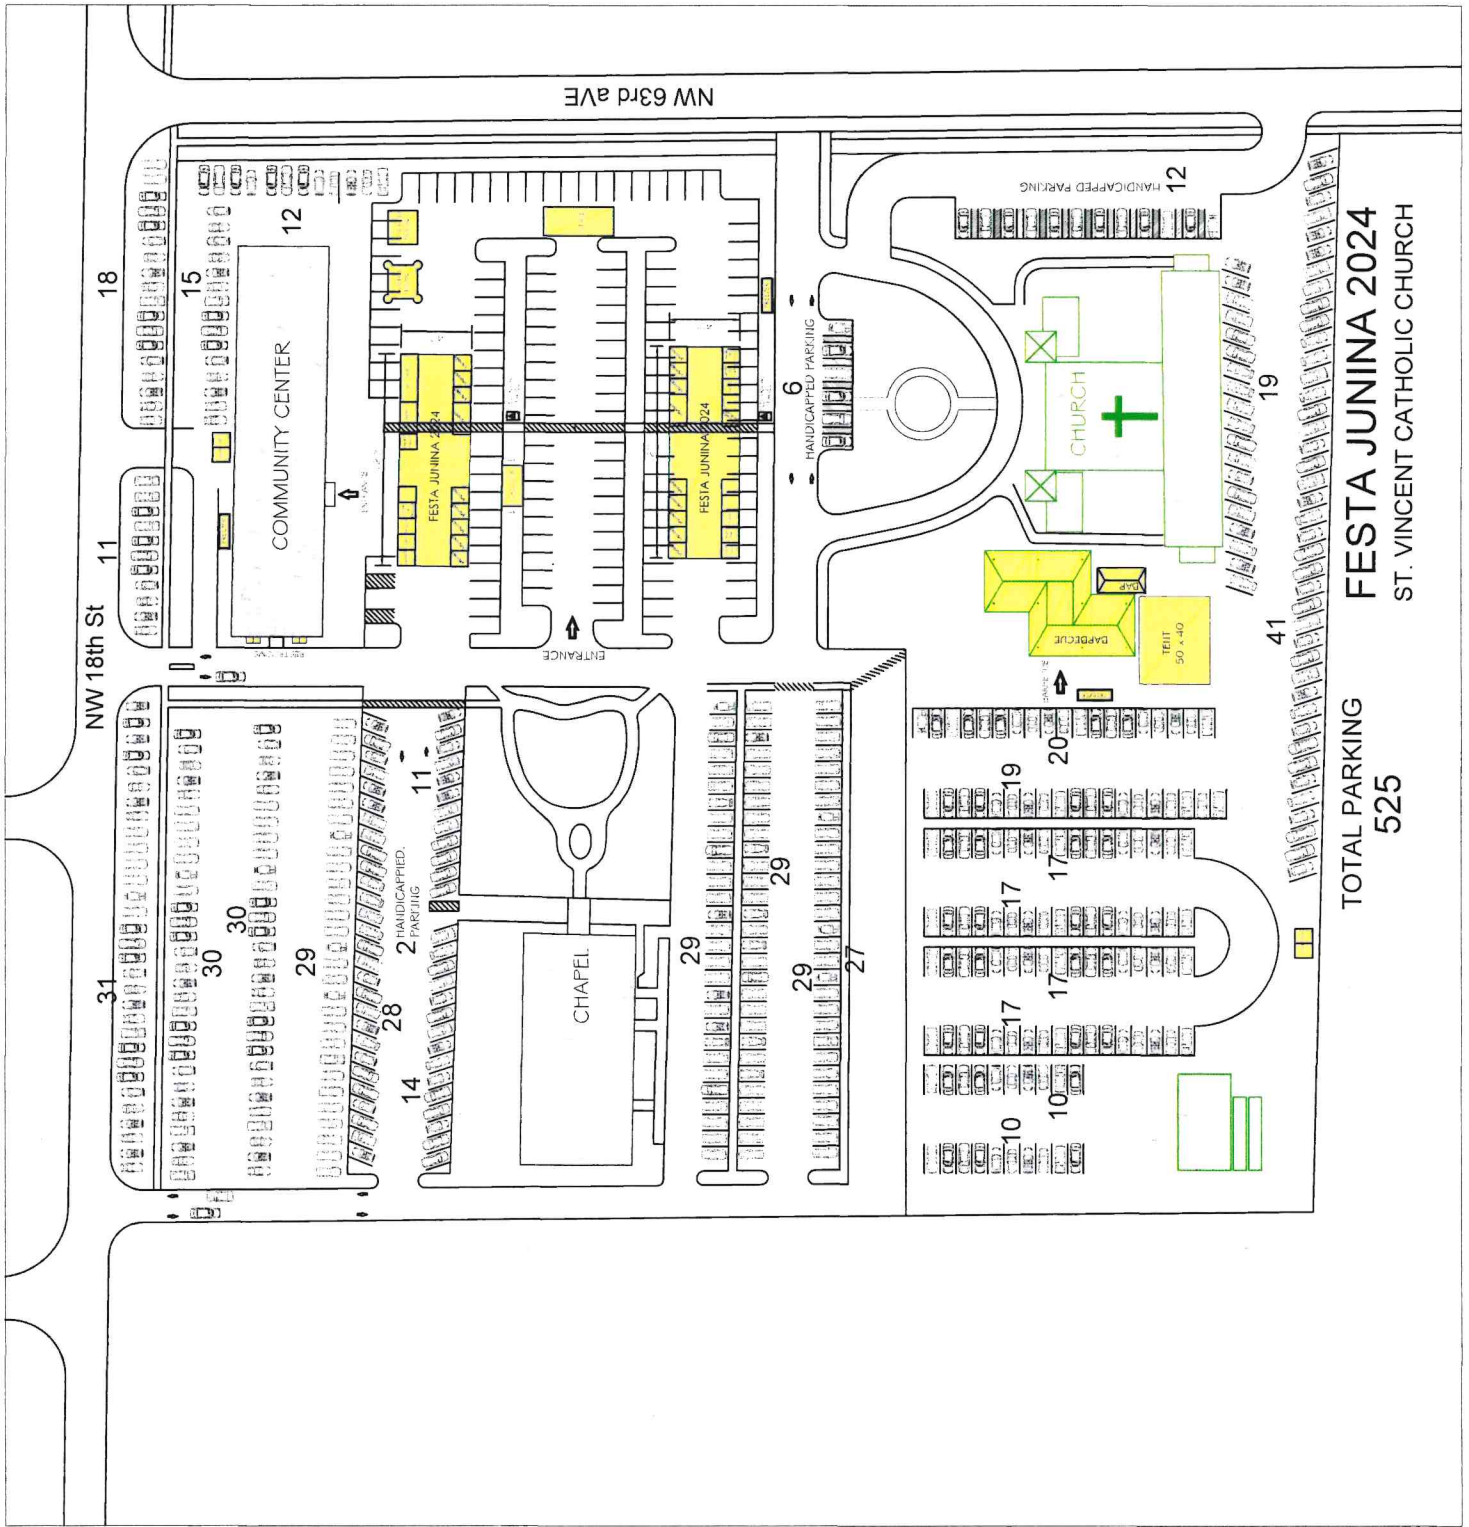 NW 18th St
NW 63rd aVE
31
11
18
30
30
29
28
15
12
COMMUNITY CENTER
ENTRANCE
FESTA JUNINA 2024
14
2 HANDICAPPED.
PARTING
11
ENTRANCE
CHAPEL
FESTA JUNINA 2024
29
29
29
27
6
HANDICAPPED PARKING
HANDICAPPED PARKING
12
CHURCH
BARBECUE
BAR
TENT
50 x 40
10
10
17
17
17
17
19
20
19
41
TOTAL PARKING
525
FESTA JUNINA 2024
ST. VINCENT CATHOLIC CHURCH